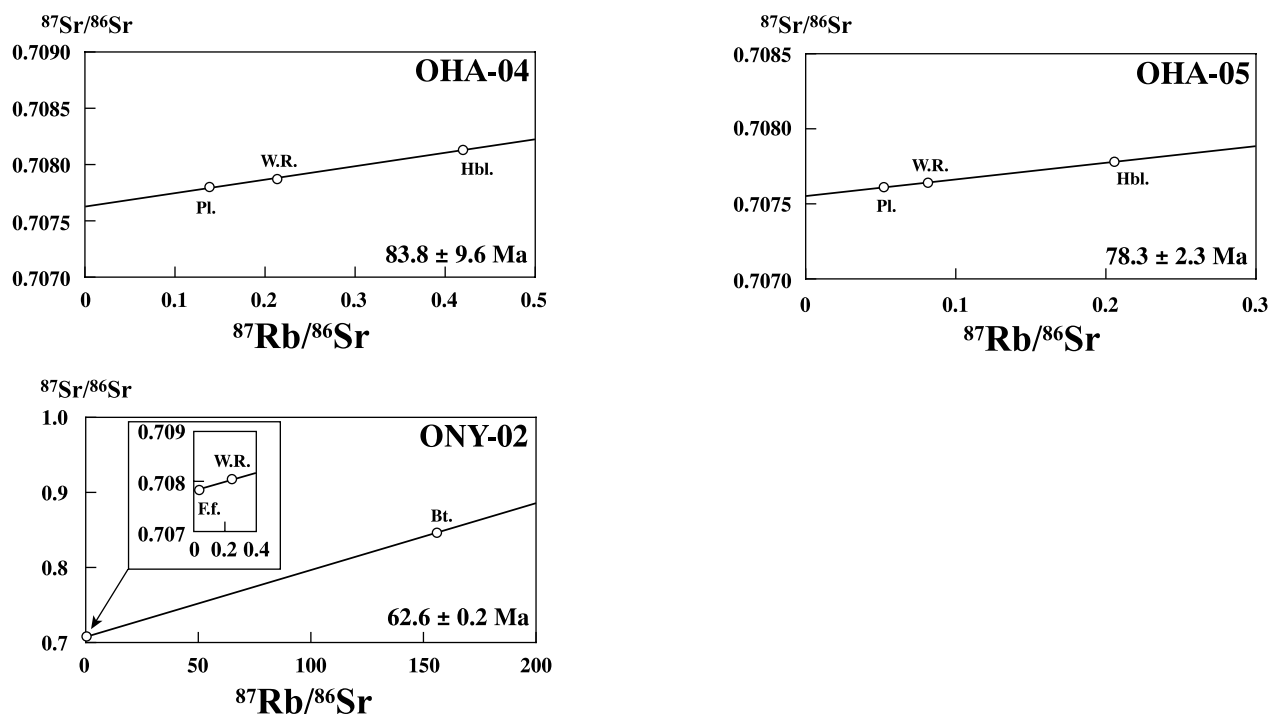 ⁸⁷Sr/⁸⁶Sr
0.7090
0.7085
0.7080
0.7075
0.7070
OHA-04
W.R.
Pl.
Hbl.
83.8 ± 9.6 Ma
0 0.1 0.2 0.3 0.4 0.5
⁸⁷Rb/⁸⁶Sr
⁸⁷Sr/⁸⁶Sr
0.7085
0.7080
0.7075
0.7070
OHA-05
W.R.
Pl.
Hbl.
78.3 ± 2.3 Ma
0 0.1 0.2 0.3
⁸⁷Rb/⁸⁶Sr
⁸⁷Sr/⁸⁶Sr
1.0
0.9
0.8
0.7
ONY-02
0.709
0.708
0.707
W.R.
F.f.
0 0.2 0.4
Bt.
62.6 ± 0.2 Ma
0 50 100 150 200
⁸⁷Rb/⁸⁶Sr